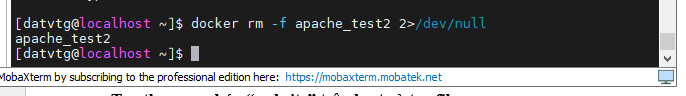 [datvtg@localhost ~]$ docker rm -f apache_test2 2>/dev/null
apache_test2
[datvtg@localhost ~]$
MobaXterm by subscribing to the professional edition here: https://mobaxterm.mobatek.net